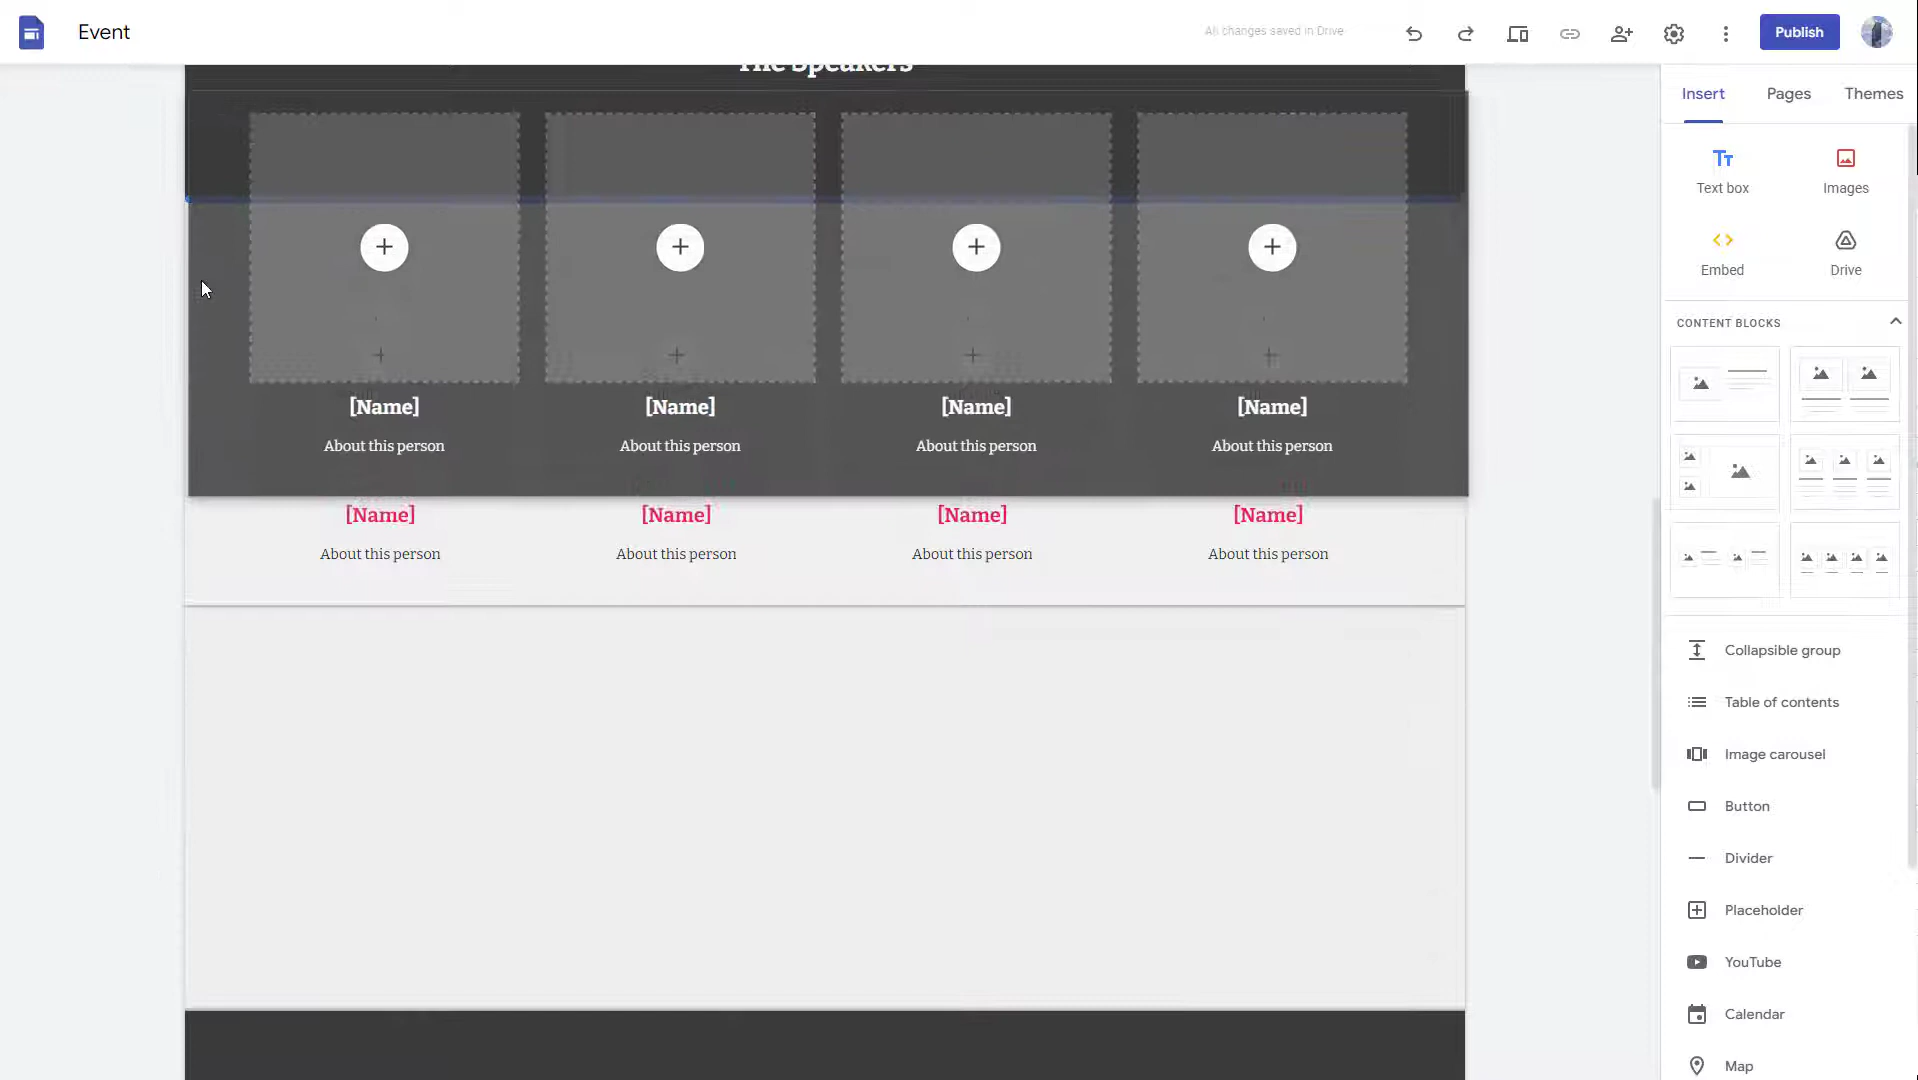 Event
All changes saved in Drive
Publish
The Speakers
Insert
Pages
Themes
Text box
Images
Embed
Drive
CONTENT BLOCKS
[Name]
[Name]
[Name]
[Name]
About this person
About this person
About this person
About this person
[Name]
[Name]
[Name]
[Name]
About this person
About this person
About this person
About this person
Collapsible group
Table of contents
Image carousel
Button
Divider
Placeholder
YouTube
Calendar
Map